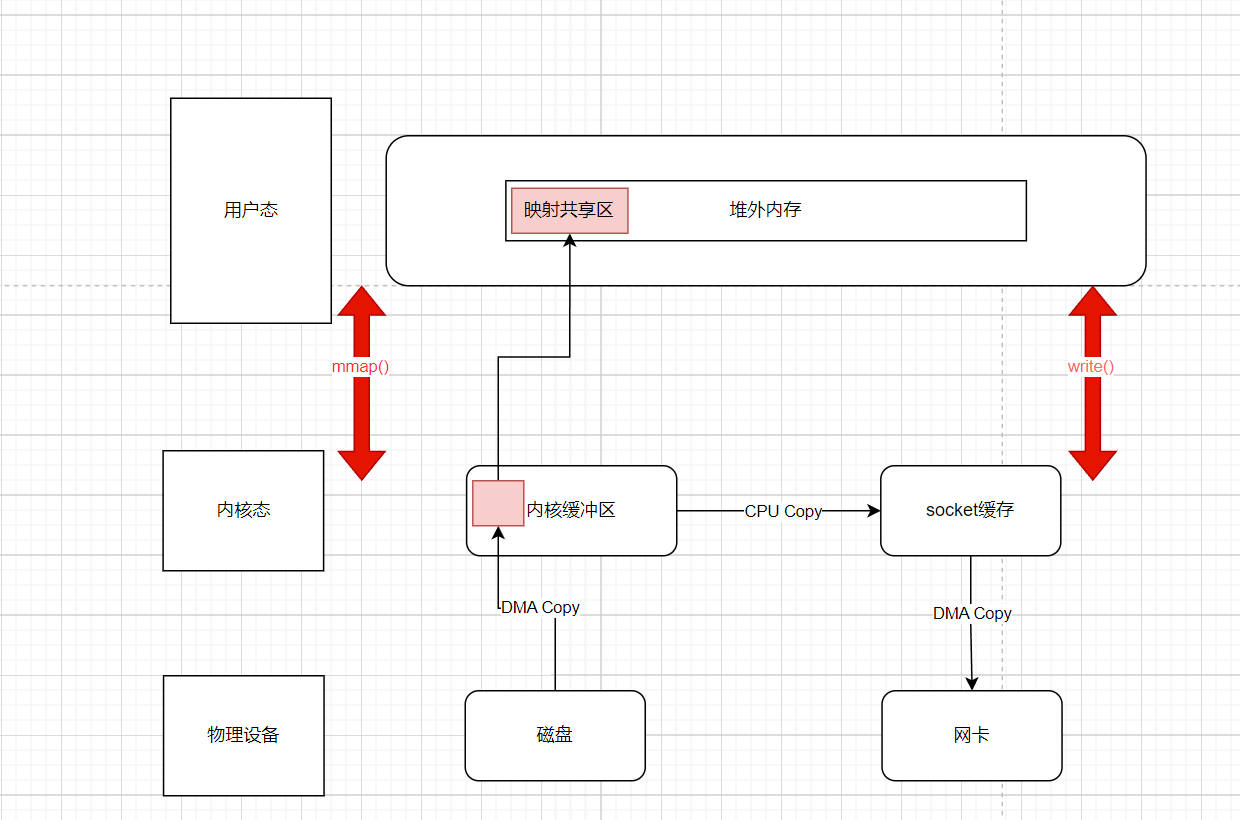 用户态
映射共享区
堆外内存
mmap()
write()
内核态
内核缓冲区
CPU Copy
socket缓存
DMA Copy
DMA Copy
物理设备
磁盘
网卡